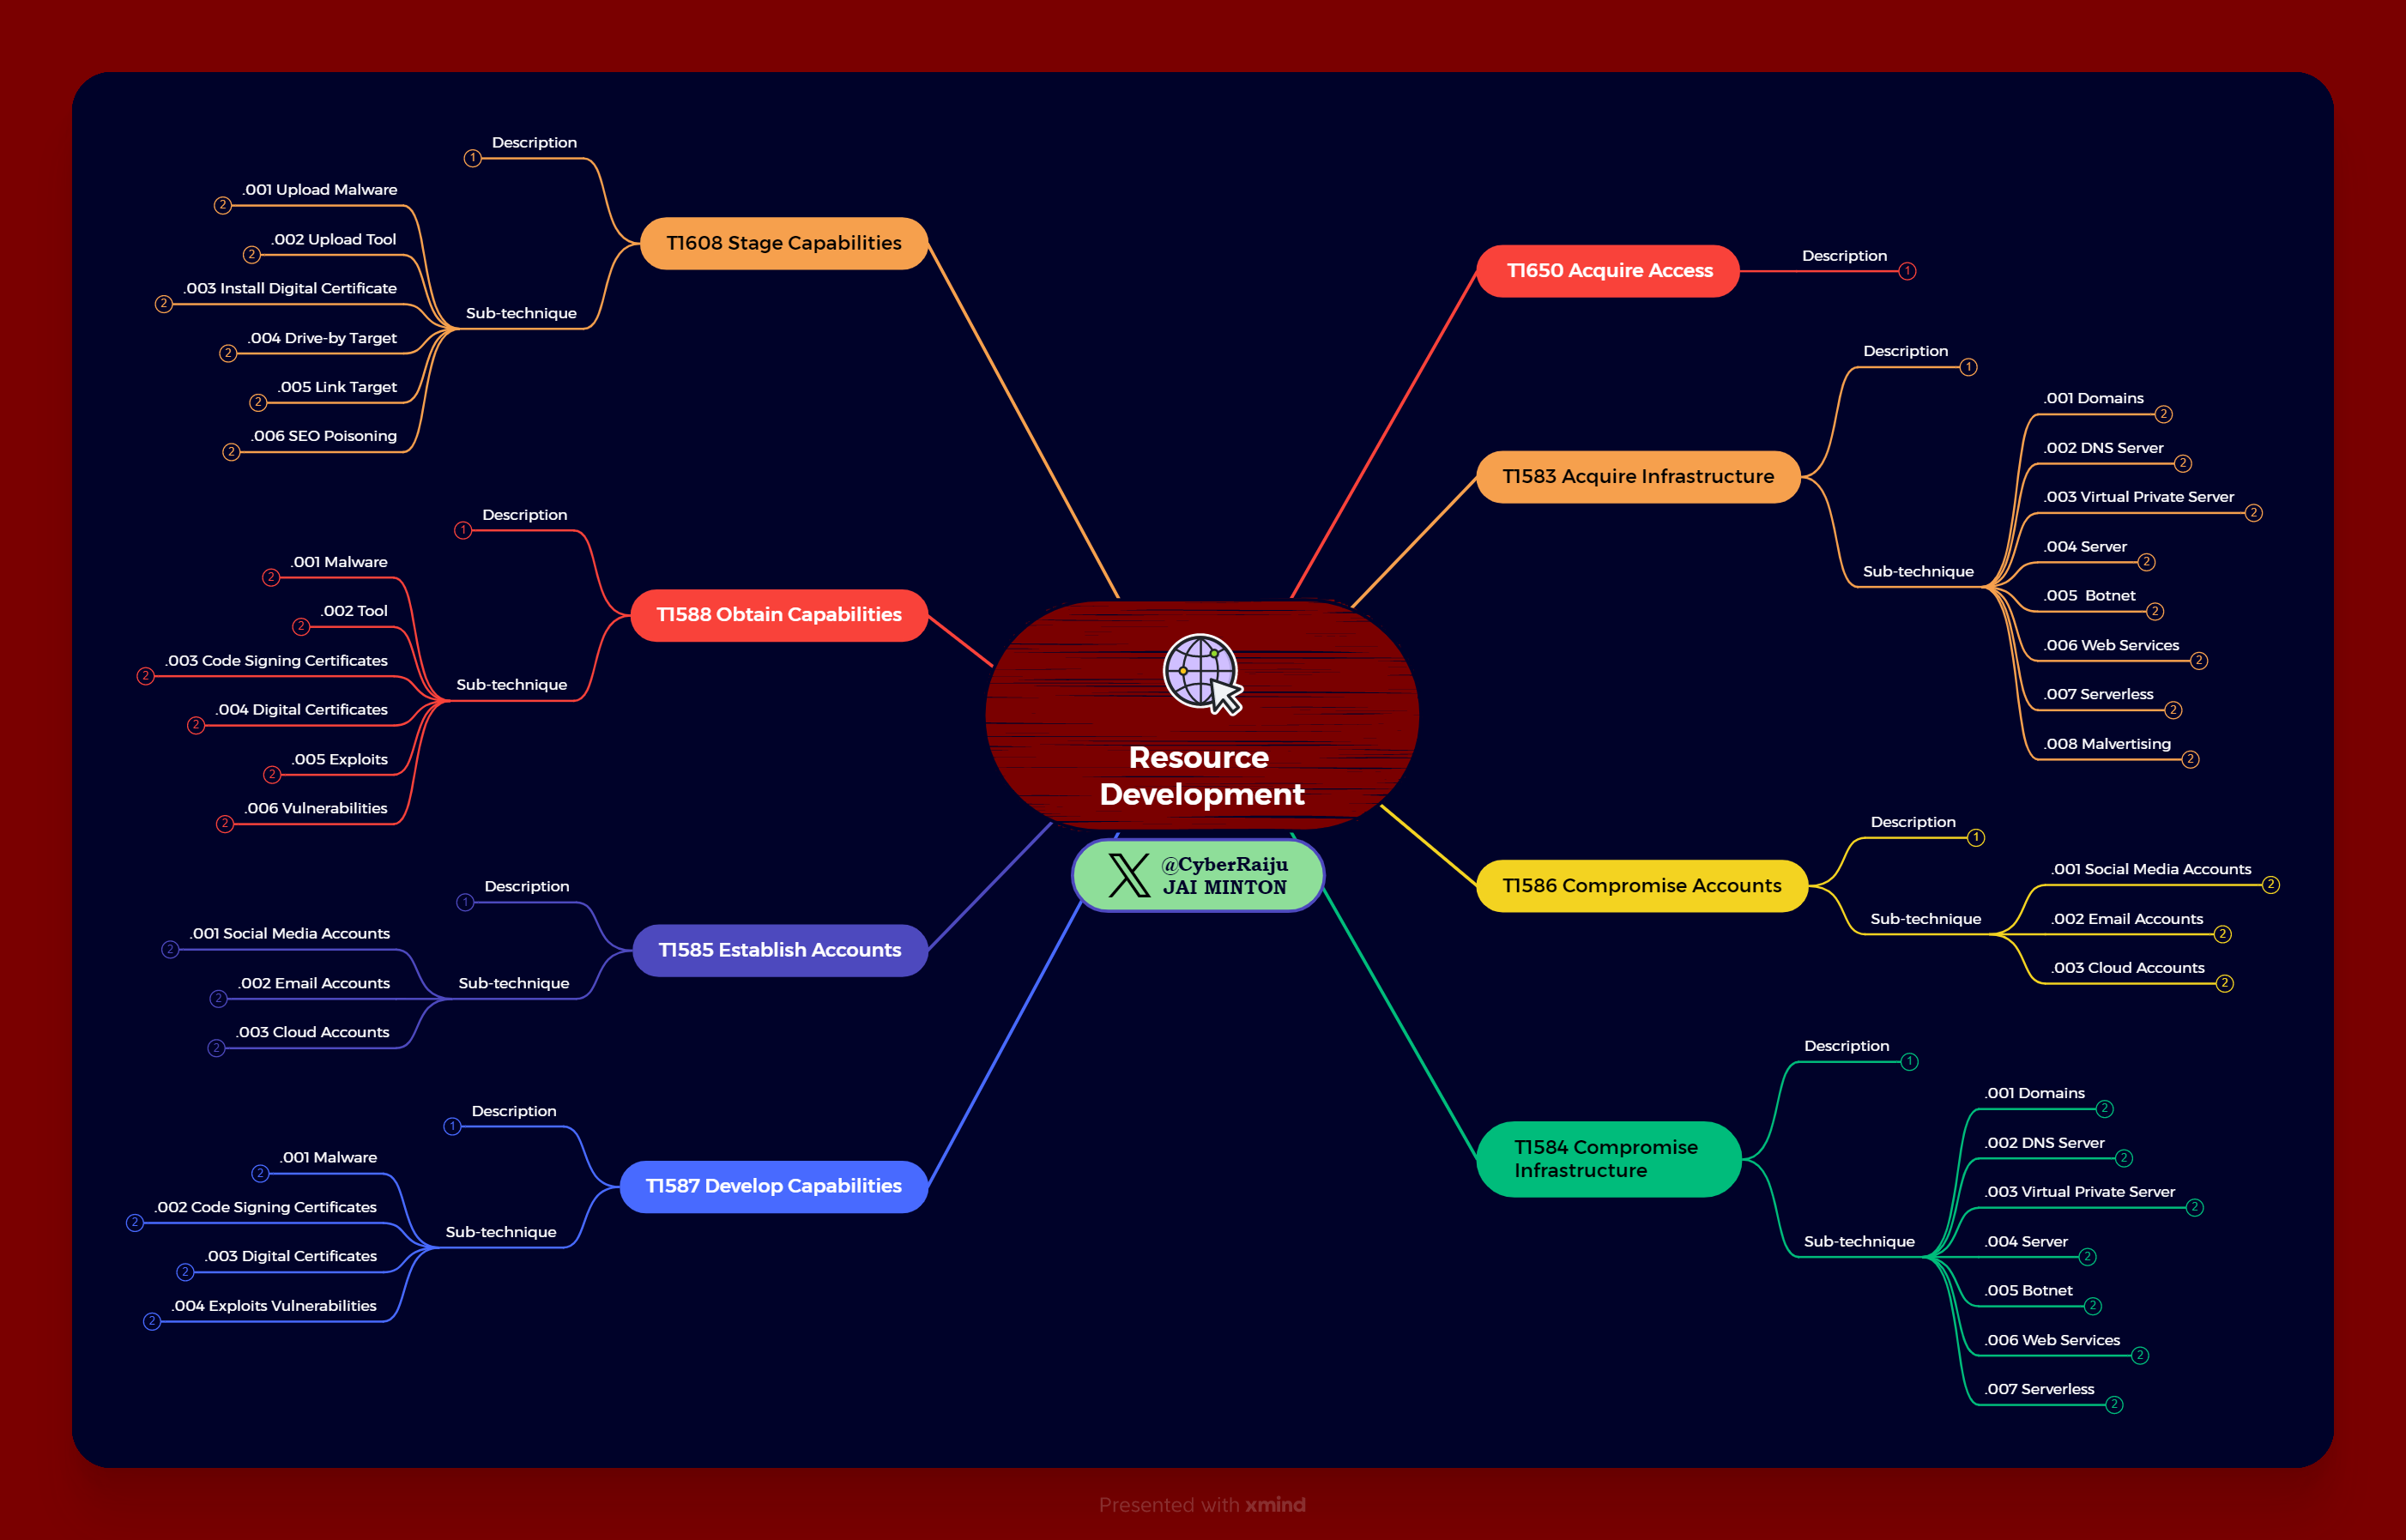 Description
1
.001 Upload Malware
2
.002 Upload Tool
2
.003 Install Digital Certificate
2
.004 Drive-by Target
2
.005 Link Target
2
.006 SEO Poisoning
2
Sub-technique
T1608 Stage Capabilities
Description
1
.001 Malware
2
.002 Tool
2
.003 Code Signing Certificates
2
.004 Digital Certificates
2
.005 Exploits
2
.006 Vulnerabilities
2
Sub-technique
T1588 Obtain Capabilities
Description
1
.001 Social Media Accounts
2
.002 Email Accounts
2
.003 Cloud Accounts
2
Sub-technique
T1585 Establish Accounts
Description
1
.001 Malware
2
.002 Code Signing Certificates
2
.003 Digital Certificates
2
.004 Exploits Vulnerabilities
2
Sub-technique
T1587 Develop Capabilities
Resource
Development
@CyberRaiju
JAI MINTON
T1650 Acquire Access
Description
1
T1583 Acquire Infrastructure
Description
1
Sub-technique
.001 Domains
2
.002 DNS Server
2
.003 Virtual Private Server
2
.004 Server
2
.005  Botnet
2
.006 Web Services
2
.007 Serverless
2
.008 Malvertising
2
T1586 Compromise Accounts
Description
1
Sub-technique
.001 Social Media Accounts
2
.002 Email Accounts
2
.003 Cloud Accounts
2
T1584 Compromise
Infrastructure
Description
1
Sub-technique
.001 Domains
2
.002 DNS Server
2
.003 Virtual Private Server
2
.004 Server
2
.005 Botnet
2
.006 Web Services
2
.007 Serverless
2
Presented with xmind